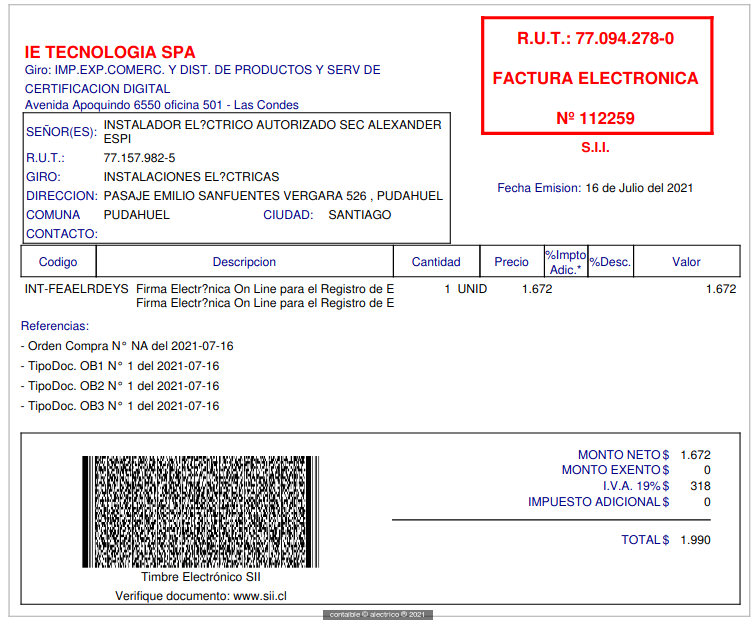 IE TECNOLOGIA SPA
Giro: IMP.EXP.COMERC. Y DIST. DE PRODUCTOS Y SERV DE
CERTIFICACION DIGITAL
Avenida Apoquindo 6550 oficina 501 - Las Condes
R.U.T.: 77.094.278-0
FACTURA ELECTRONICA
Nº 112259
S.I.I.
Fecha Emision: 16 de Julio del 2021
SEÑOR(ES): INSTALADOR EL?CTRICO AUTORIZADO SEC ALEXANDER
ESPI
R.U.T.: 77.157.982-5
GIRO: INSTALACIONES EL?CTRICAS
DIRECCION: PASAJE EMILIO SANFUENTES VERGARA 526 , PUDAHUEL
COMUNA PUDAHUEL CIUDAD: SANTIAGO
CONTACTO:
Codigo Descripcion Cantidad Precio %Impto Adic.* %Desc. Valor
INT-FEAELRDEYS Firma Electr?nica On Line para el Registro de E 1 UNID 1.672 1.672
Firma Electr?nica On Line para el Registro de E
Referencias:
- Orden Compra N° NA del 2021-07-16
- TipoDoc. OB1 N° 1 del 2021-07-16
- TipoDoc. OB2 N° 1 del 2021-07-16
- TipoDoc. OB3 N° 1 del 2021-07-16
MONTO NETO $ 1.672
MONTO EXENTO $ 0
I.V.A. 19% $ 318
IMPUESTO ADICIONAL $ 0
TOTAL $ 1.990
Timbre Electrónico SII
Verifique documento: www.sii.cl
contaible © alectrico ® 2021